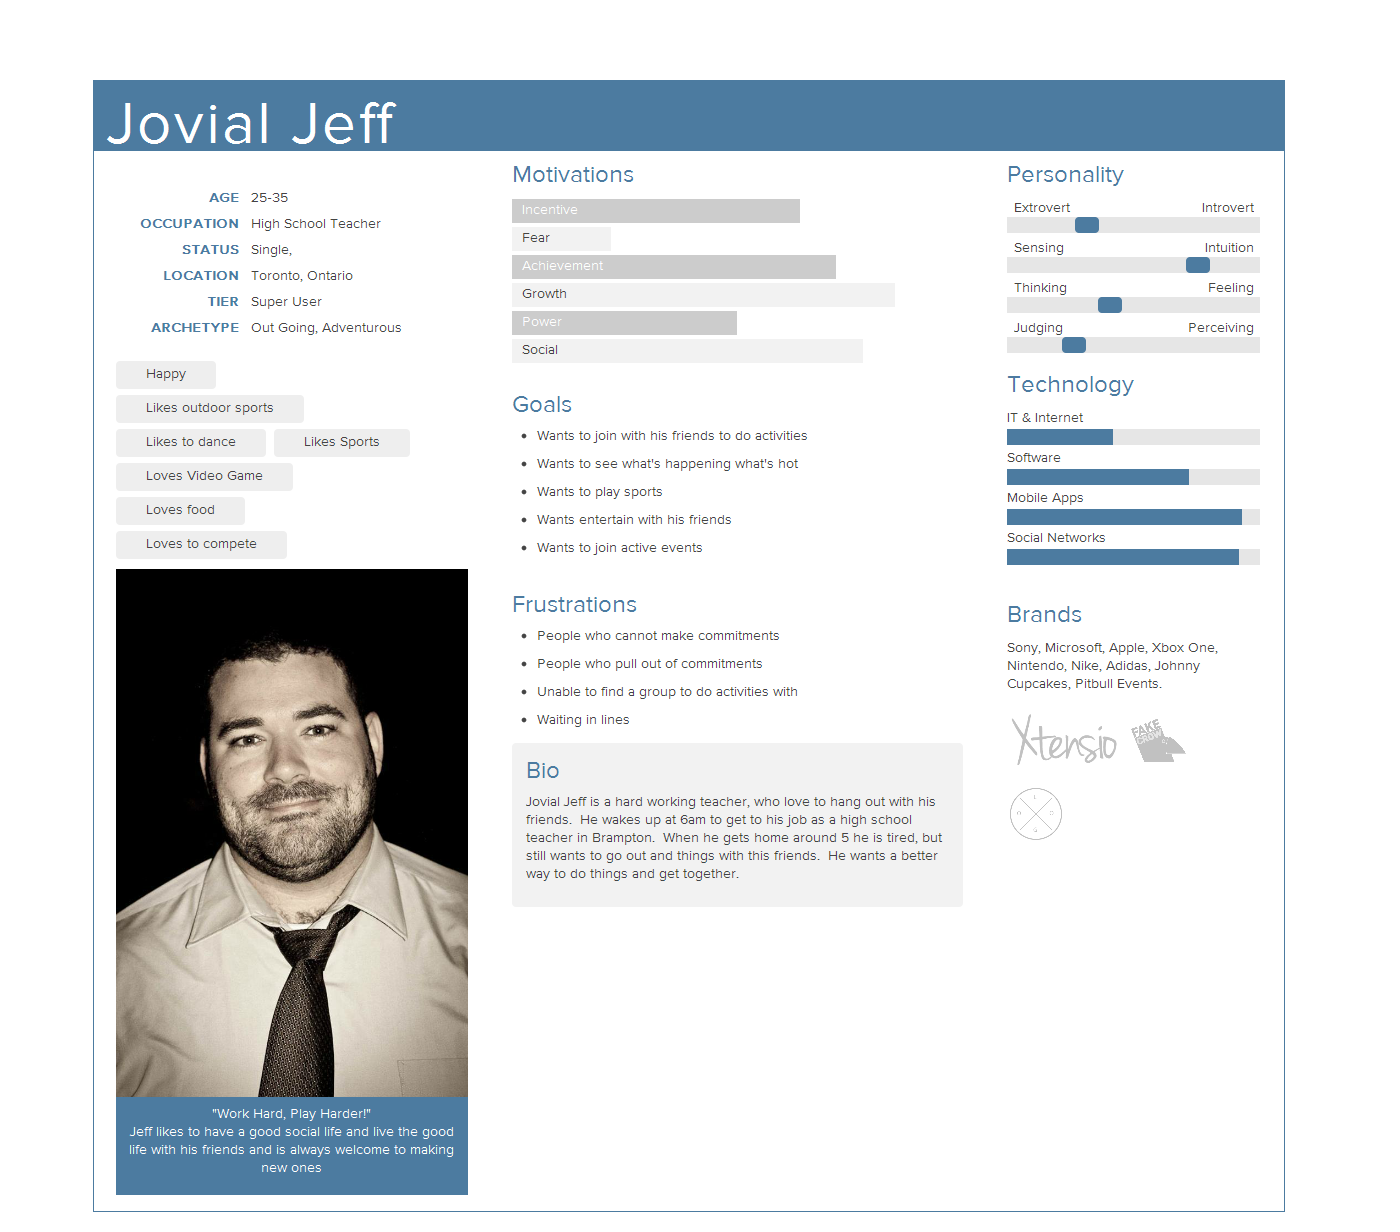 Jovial Jeff
AGE 25-35
OCCUPATION High School Teacher
STATUS Single,
LOCATION Toronto, Ontario
TIER Super User
ARCHETYPE Out Going, Adventurous
Happy
Likes outdoor sports
Likes to dance Likes Sports
Loves Video Game
Loves food
Loves to compete
"Work Hard, Play Harder!"
Jeff likes to have a good social life and live the good
life with his friends and is always welcome to making
new ones
Motivations
Incentive
Fear
Achievement
Growth
Power
Social
Goals
• Wants to join with his friends to do activities
• Wants to see what's happening what's hot
• Wants to play sports
• Wants entertain with his friends
• Wants to join active events
Frustrations
• People who cannot make commitments
• People who pull out of commitments
• Unable to find a group to do activities with
• Waiting in lines
Bio
Jovial Jeff is a hard working teacher, who love to hang out with his
friends. He wakes up at 6am to get to his job as a high school
teacher in Brampton. When he gets home around 5 he is tired, but
still wants to go out and things with this friends. He wants a better
way to do things and get together.
Personality
Extrovert Introvert
Sensing Intuition
Thinking Feeling
Judging Perceiving
Technology
IT & Internet
Software
Mobile Apps
Social Networks
Brands
Sony, Microsoft, Apple, Xbox One,
Nintendo, Nike, Adidas, Johnny
Cupcakes, Pitbull Events.
Xtensio
FAKE
CROW